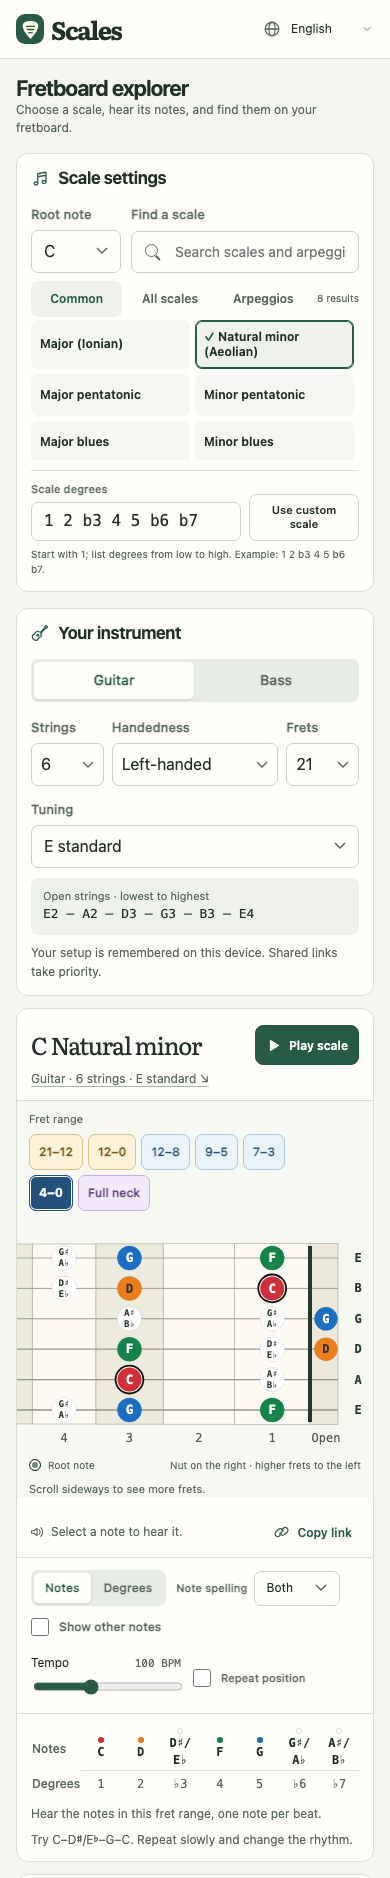 Scales
English
Fretboard explorer
Choose a scale, hear its notes, and find them on your
fretboard.
Scale settings
Root note
Find a scale
C
Search scales and arpeggi
Common
All scales
Arpeggios
8 results
Major (Ionian)
✓ Natural minor
(Aeolian)
Major pentatonic
Minor pentatonic
Major blues
Minor blues
Scale degrees
1 2 b3 4 5 b6 b7
Use custom
scale
Start with 1; list degrees from low to high. Example: 1 2 b3 4 5 b6
b7.
Your instrument
Guitar
Bass
Strings
Handedness
Frets
6
Left-handed
21
Tuning
E standard
Open strings · lowest to highest
E2 — A2 — D3 — G3 — B3 — E4
Your setup is remembered on this device. Shared links
take priority.
C Natural minor
Play scale
Guitar · 6 strings · E standard ↘
Fret range
21–12
12–0
12–8
9–5
7–3
4–0
Full neck
G♯
A♭
G
F
E
D♯
E♭
D
C
B
A♯
B♭
G♯
A♭
G
G
F
D♯
E♭
D
D
C
A♯
B♭
A
G♯
A♭
G
F
E
4
3
2
1
Open
Root note
Nut on the right · higher frets to the left
Scroll sideways to see more frets.
Select a note to hear it.
Copy link
Notes
Degrees
Note spelling
Both
Show other notes
Tempo
100 BPM
Repeat position
Notes
C
D
D♯/
E♭
F
G
G♯/
A♭
A♯/
B♭
Degrees
1
2
♭3
4
5
♭6
♭7
Hear the notes in this fret range, one note per beat.
Try C–D♯/E♭–G–C. Repeat slowly and change the rhythm.